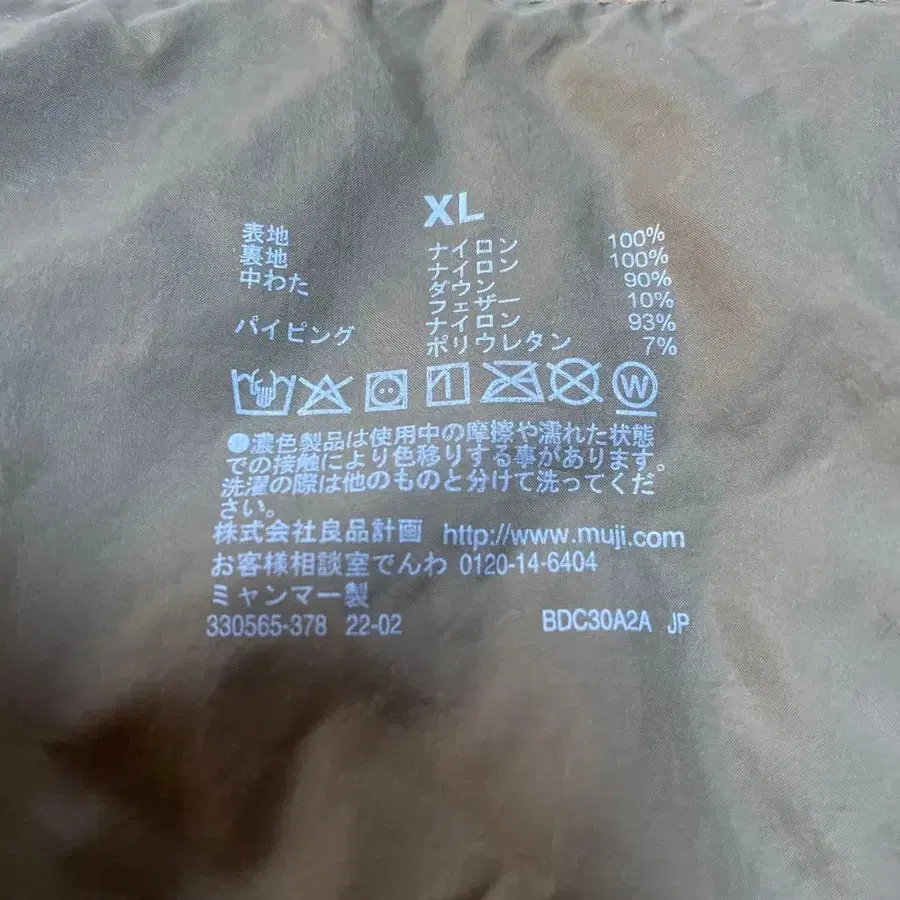 XL
表地 ナイロン 100%
裏地 ナイロン 100%
中わた ダウン 90%
フェザー 10%
パイピング ナイロン 93%
ポリウレタン 7%
W
●濃色製品は使用中の摩擦や濡れた状態
での接触により色移りする事があります。
洗濯の際は他のものと分けて洗ってくだ
さい。
株式会社良品計画 http://www.muji.com
お客様相談室でんわ 0120-14-6404
ミャンマー製
330565-378 22-02 BDC30A2A JP